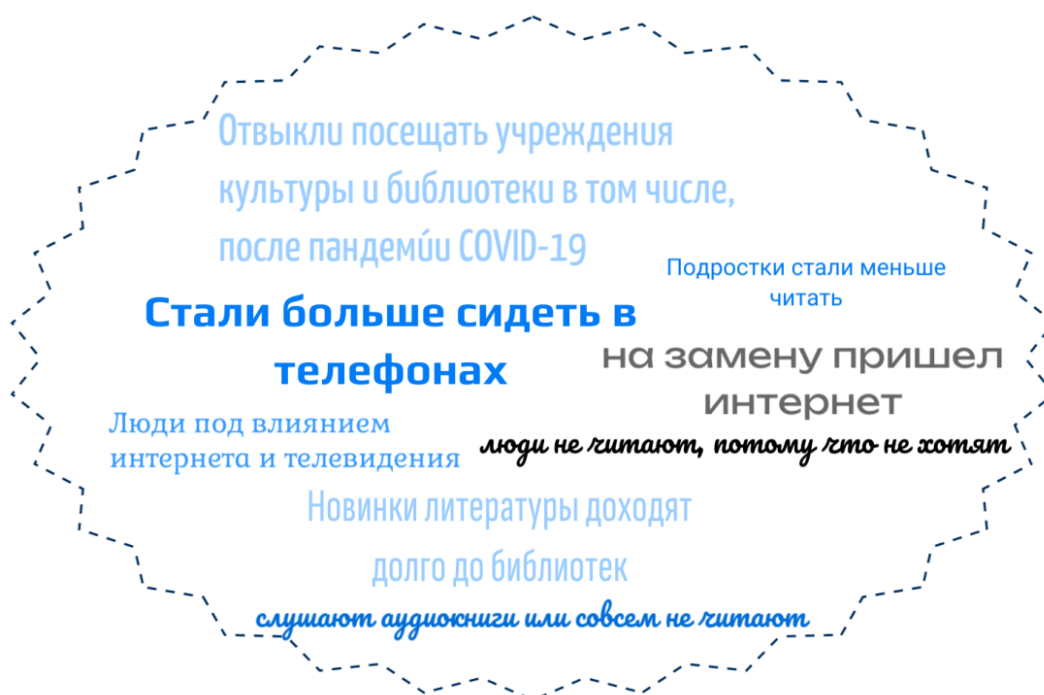 Отвыкли посещать учреждения
культуры и библиотеки в том числе,
после пандеми́и COVID-19
Подростки стали меньше
читать
Стали больше сидеть в
телефонах
на замену пришел
интернет
Люди под влиянием
интернета и телевидения
люди не читают, потому что не хотят
Новинки литературы доходят
долго до библиотек
слушают аудиокниги или совсем не читают